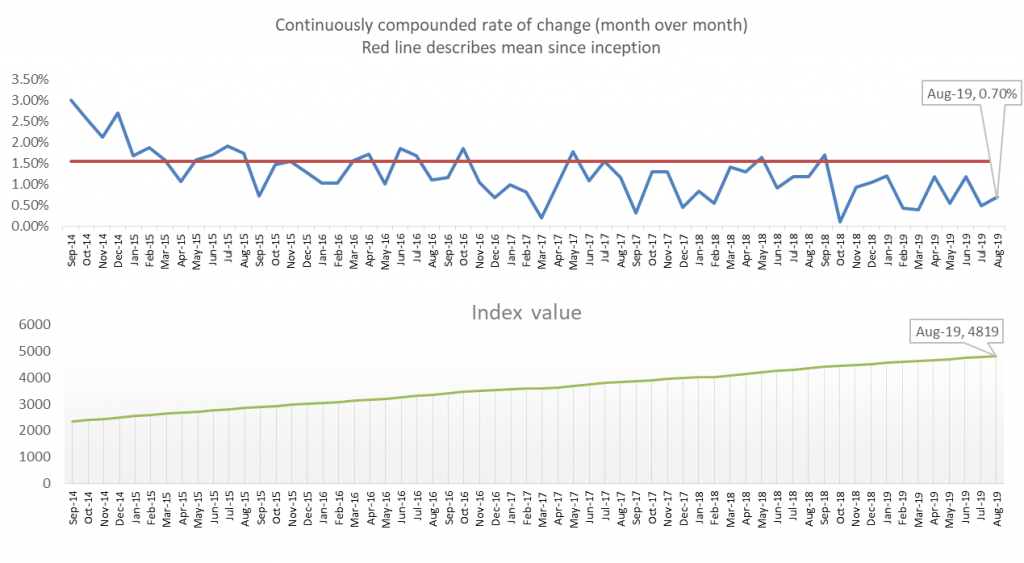 Continuously compounded rate of change (month over month)
Red line describes mean since inception
3.50%
3.00%
2.50%
2.00%
1.50%
1.00%
0.50%
0.00%
Aug-19, 0.70%
Sep-14
Oct-14
Nov-14
Dec-14
Jan-15
Feb-15
Mar-15
Apr-15
May-15
Jun-15
Jul-15
Aug-15
Sep-15
Oct-15
Nov-15
Dec-15
Jan-16
Feb-16
Mar-16
Apr-16
May-16
Jun-16
Jul-16
Aug-16
Sep-16
Oct-16
Nov-16
Dec-16
Jan-17
Feb-17
Mar-17
Apr-17
May-17
Jun-17
Jul-17
Aug-17
Sep-17
Oct-17
Nov-17
Dec-17
Jan-18
Feb-18
Mar-18
Apr-18
May-18
Jun-18
Jul-18
Aug-18
Sep-18
Oct-18
Nov-18
Dec-18
Jan-19
Feb-19
Mar-19
Apr-19
May-19
Jun-19
Jul-19
Aug-19
Index value
6000
5000
4000
3000
2000
1000
0
Aug-19, 4819
Sep-14
Oct-14
Nov-14
Dec-14
Jan-15
Feb-15
Mar-15
Apr-15
May-15
Jun-15
Jul-15
Aug-15
Sep-15
Oct-15
Nov-15
Dec-15
Jan-16
Feb-16
Mar-16
Apr-16
May-16
Jun-16
Jul-16
Aug-16
Sep-16
Oct-16
Nov-16
Dec-16
Jan-17
Feb-17
Mar-17
Apr-17
May-17
Jun-17
Jul-17
Aug-17
Sep-17
Oct-17
Nov-17
Dec-17
Jan-18
Feb-18
Mar-18
Apr-18
May-18
Jun-18
Jul-18
Aug-18
Sep-18
Oct-18
Nov-18
Dec-18
Jan-19
Feb-19
Mar-19
Apr-19
May-19
Jun-19
Jul-19
Aug-19